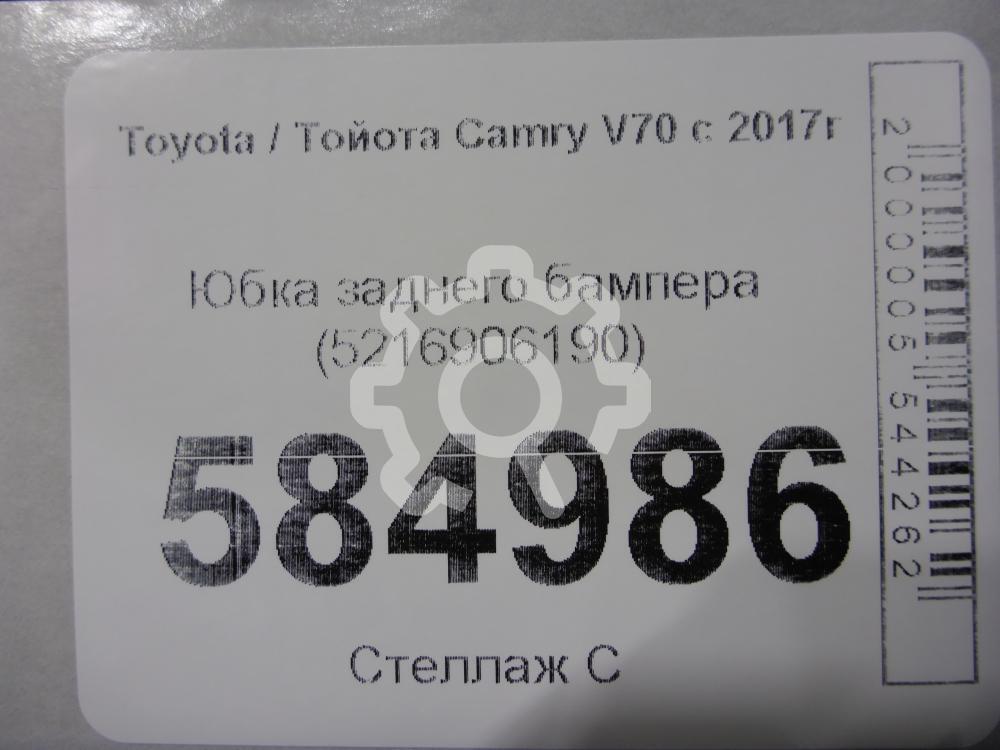 Toyota / Тойота Camry V70 с 2017г
Юбка заднего бампера
(5216906190)
584986
Стеллаж С
2000005544262